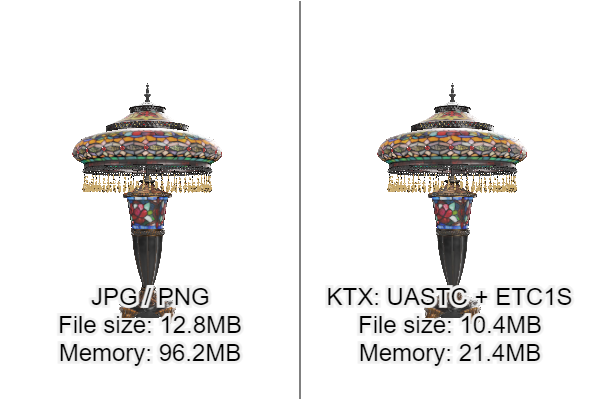 JPG / PNG
File size: 12.8MB
Memory: 96.2MB
KTX: UASTC + ETC1S
File size: 10.4MB
Memory: 21.4MB